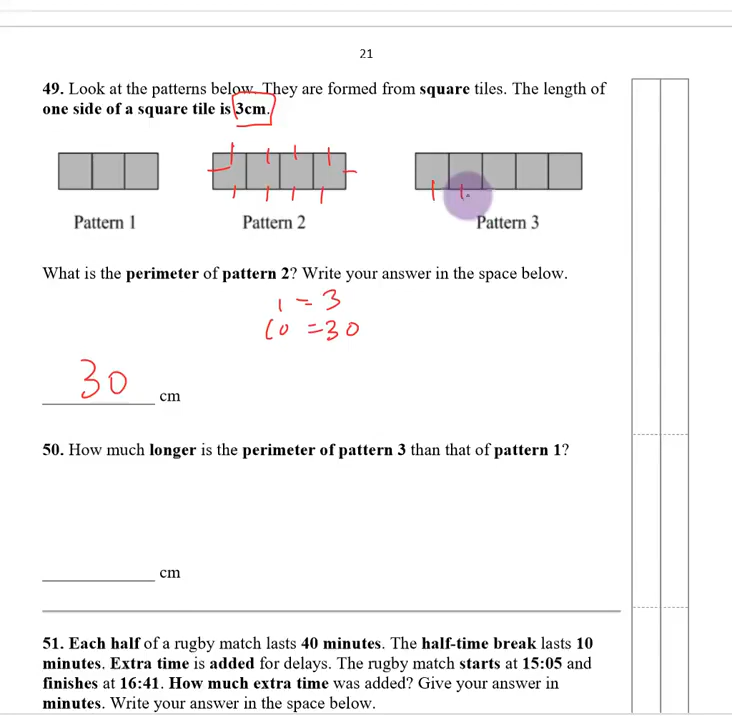 21
49. Look at the patterns below. They are formed from square tiles. The length of
one side of a square tile is 3cm.
Pattern 1
Pattern 2
Pattern 3
What is the perimeter of pattern 2? Write your answer in the space below.
1 = 3
10 = 30
30 cm
50. How much longer is the perimeter of pattern 3 than that of pattern 1?
cm
51. Each half of a rugby match lasts 40 minutes. The half-time break lasts 10
minutes. Extra time is added for delays. The rugby match starts at 15:05 and
finishes at 16:41. How much extra time was added? Give your answer in
minutes. Write your answer in the space below.